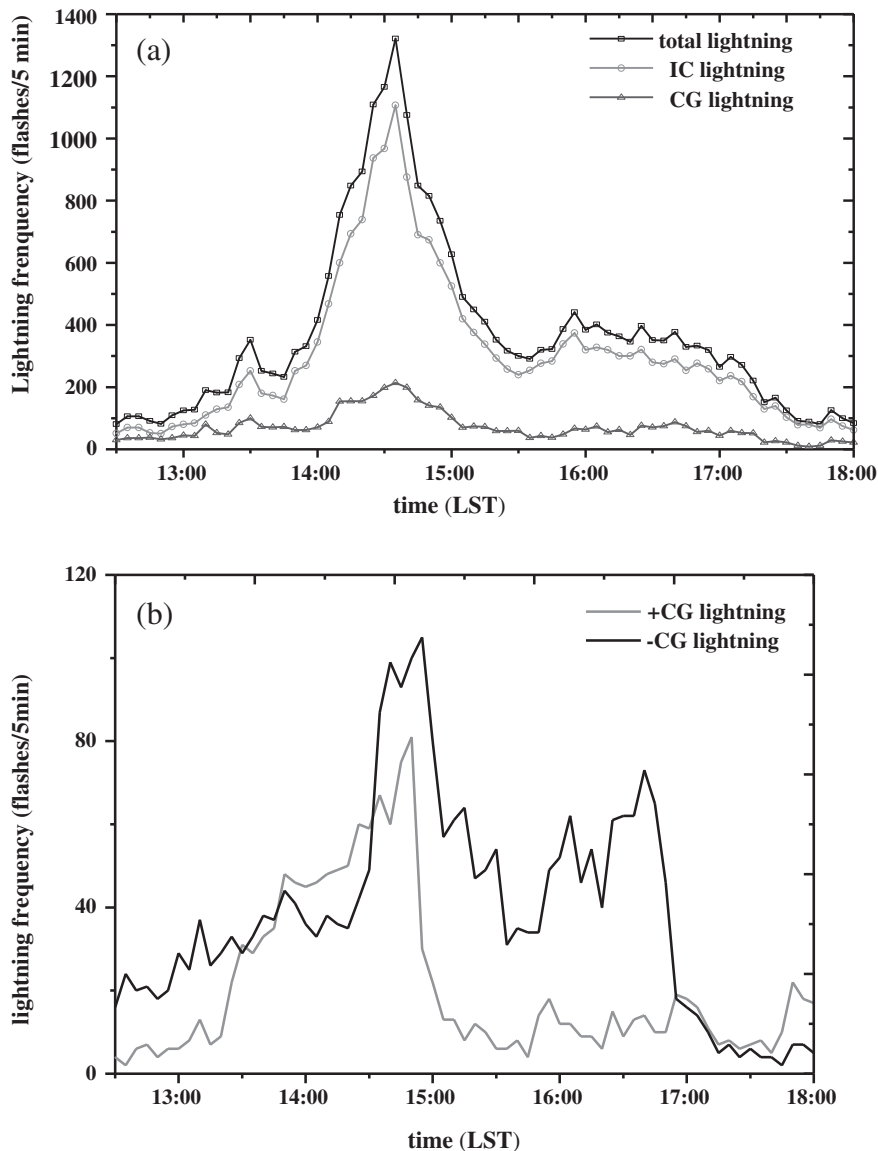 (a)
total lightning
IC lightning
CG lightning
Lightning frenquency (flashes/5 min)
1400
1300
1200
1000
800
600
400
200
0
13:00 14:00 15:00 16:00 17:00 18:00
time (LST)
(b)
+CG lightning
-CG lightning
lightning frequency (flashes/5min)
120
80
40
0
13:00 14:00 15:00 16:00 17:00 18:00
time (LST)